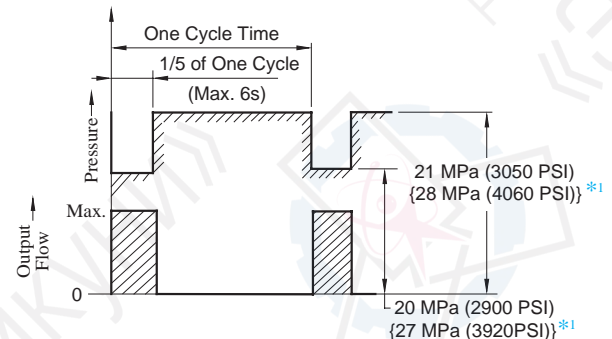 One Cycle Time
1/5 of One Cycle
(Max. 6s)
Pressure
21 MPa (3050 PSI)
{28 MPa (4060 PSI)} *1
Max.
Output
Flow
0
20 MPa (2900 PSI)
{27 MPa (3920PSI)} *1